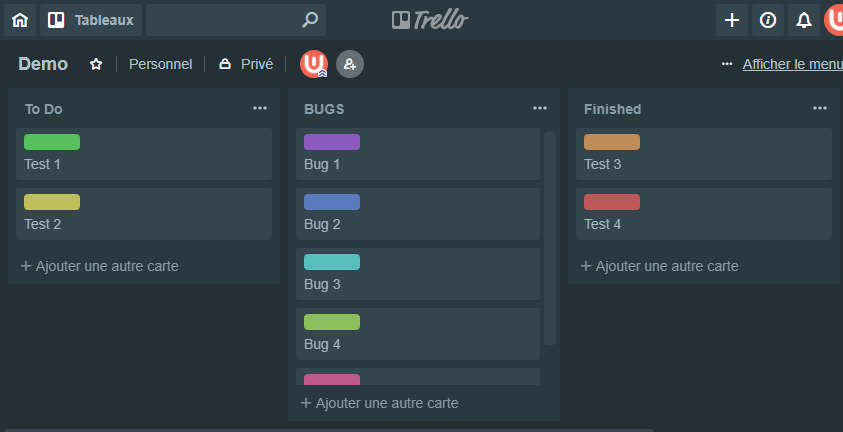 Tableaux
Trello
Demo
Personnel
Privé
Afficher le menu
To Do
Test 1
Test 2
+ Ajouter une autre carte
BUGS
Bug 1
Bug 2
Bug 3
Bug 4
+ Ajouter une autre carte
Finished
Test 3
Test 4
+ Ajouter une autre carte